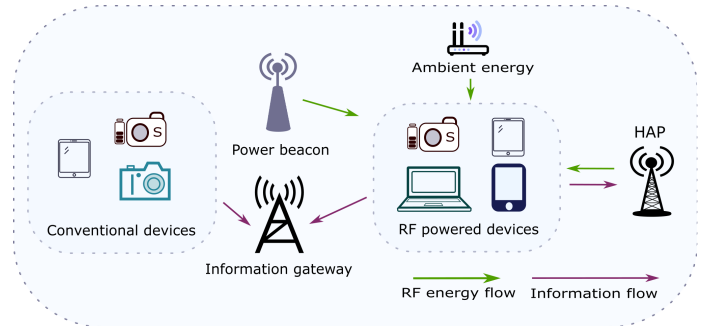 Ambient energy
HAP
S
S
Power beacon
Conventional devices
RF powered devices
Information gateway
RF energy flow
Information flow